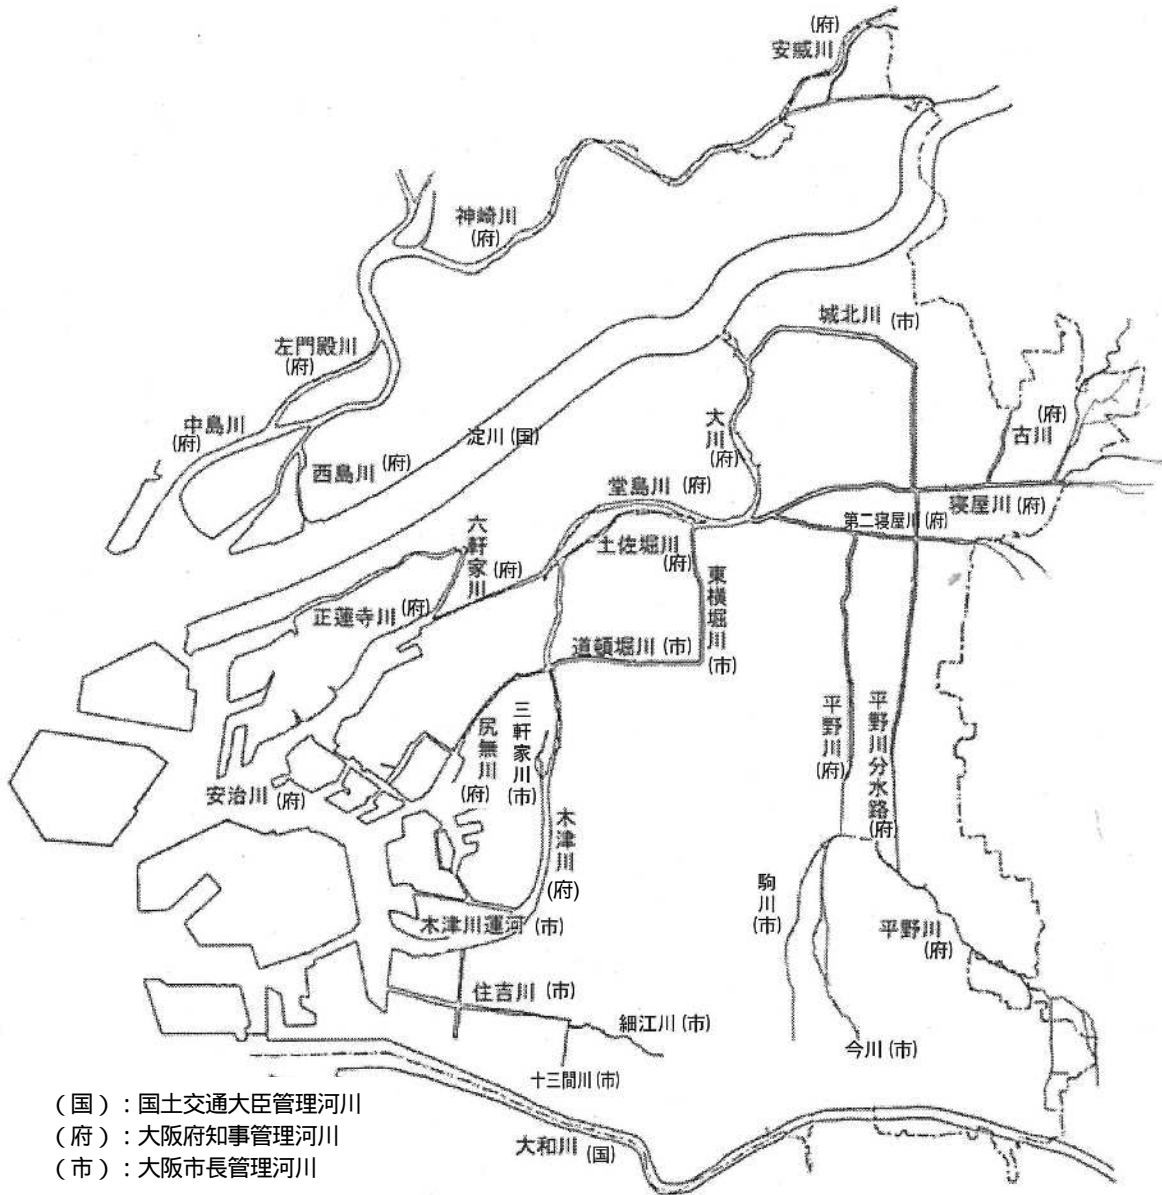 (府)
安威川
神崎川
(府)
城北川 (市)
左門殿川
(府)
中島川
(府)
西島川 (府)
淀川 (国)
大川
(府)
古川
(府)
堂島川 (府)
寝屋川 (府)
第二寝屋川 (府)
土佐堀川
(府)
六軒家川 (府)
正蓮寺川 (府)
東横堀川
(市)
道頓堀川 (市)
平野川
(府)
平野川分水路
(府)
三軒家川
(市)
尻無川
(府)
安治川 (府)
木津川
(府)
駒川
(市)
木津川運河 (市)
平野川
(府)
住吉川 (市)
細江川 (市)
今川 (市)
十三間川 (市)
大和川 (国)
(国):国土交通大臣管理河川
(府):大阪府知事管理河川
(市):大阪市長管理河川